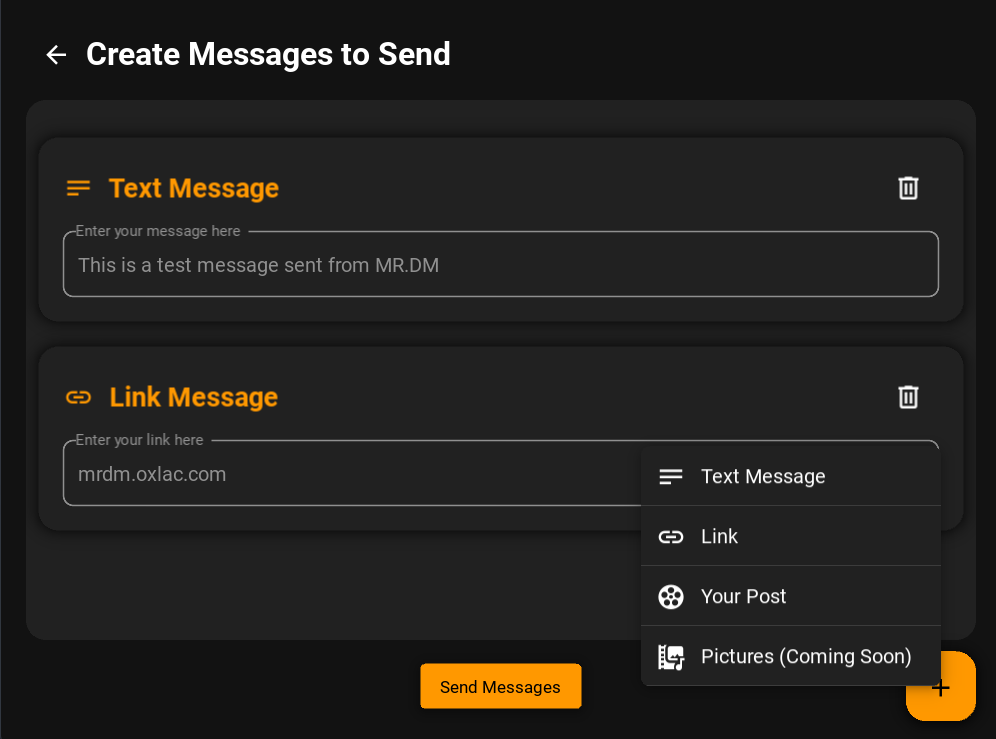 Create Messages to Send
Text Message
Enter your message here
This is a test message sent from MR.DM
Link Message
Enter your link here
mrdm.oxlac.com
Text Message
Link
Your Post
Pictures (Coming Soon)
Send Messages
+